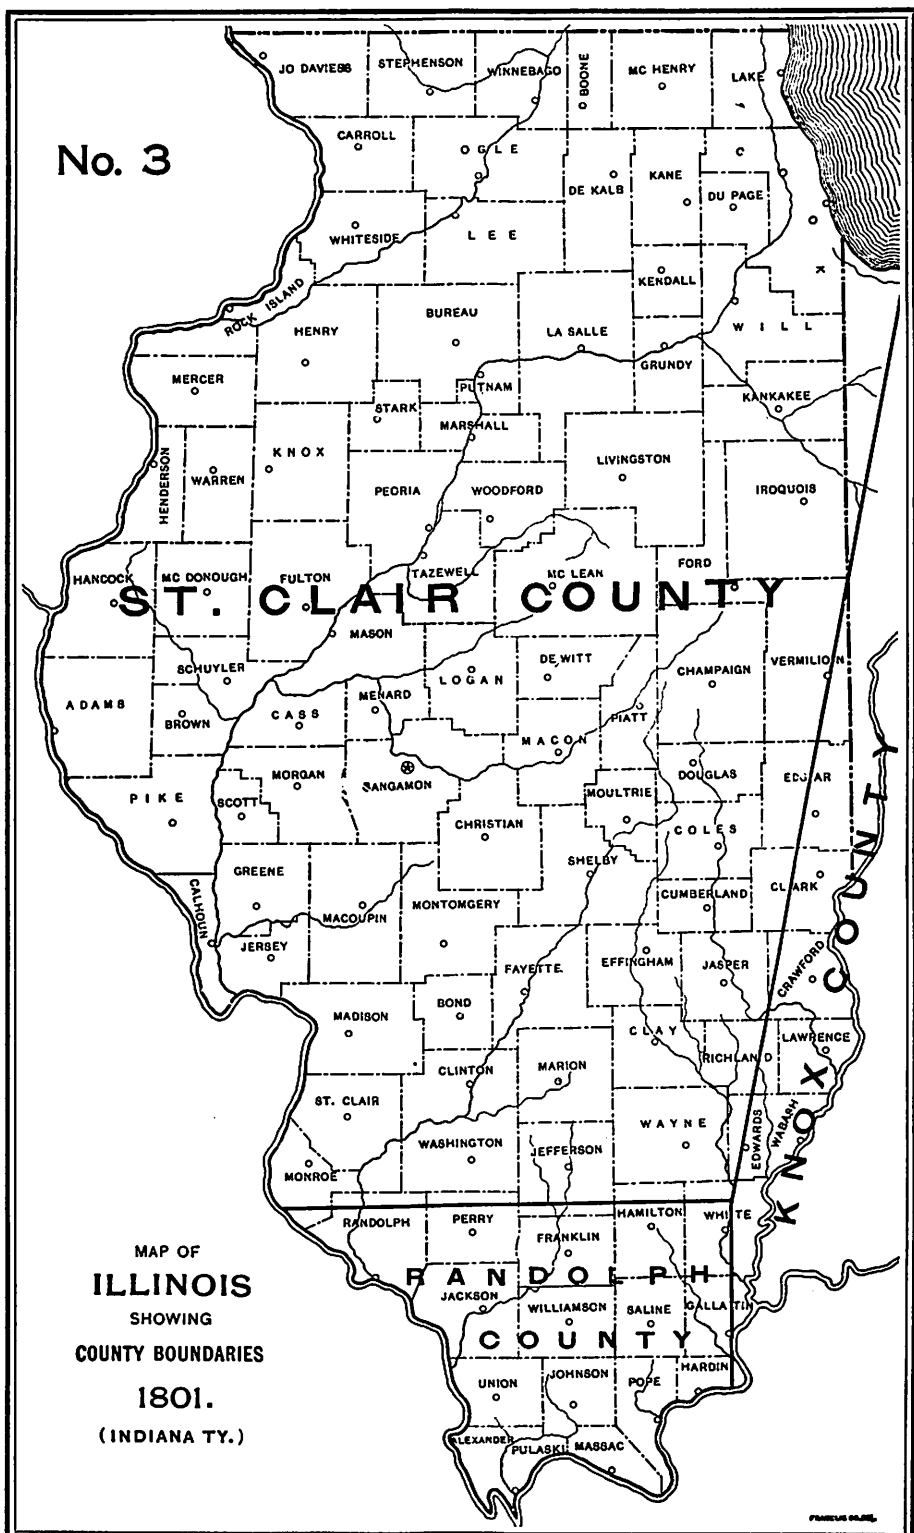 No. 3
JO DAVIESS
STEPHENSON
WINNEBAGO
BOONE
MC HENRY
LAKE
CARROLL
OGLE
DE KALB
KANE
COOK
DU PAGE
WHITESIDE
LEE
KENDALL
ROCK ISLAND
HENRY
BUREAU
LA SALLE
WILL
GRUNDY
MERCER
STARK
PUTNAM
KANKAKEE
MARSHALL
HENDERSON
WARREN
KNOX
PEORIA
WOODFORD
LIVINGSTON
IROQUOIS
HANCOCK
MC DONOUGH
FULTON
TAZEWELL
MC LEAN
FORD
ST. CLAIR COUNTY
MASON
SCHUYLER
LOGAN
DE WITT
CHAMPAIGN
VERMILION
ADAMS
BROWN
CASS
MENARD
MACON
PIATT
PIKE
SCOTT
MORGAN
SANGAMON
MOULTRIE
DOUGLAS
EDGAR
CHRISTIAN
COLES
SHELBY
GREENE
CALHOUN
MACOUPIN
MONTOMGERY
CUMBERLAND
CLARK
JERSEY
FAYETTE
EFFINGHAM
JASPER
CRAWFORD
MADISON
BOND
CLAY
RICHLAND
LAWRENCE
CLINTON
MARION
ST. CLAIR
WAYNE
EDWARDS
WABASH
KNOX COUNTY
MONROE
WASHINGTON
JEFFERSON
RANDOLPH
PERRY
HAMILTON
WHITE
FRANKLIN
RANDOLPH
COUNTY
JACKSON
WILLIAMSON
SALINE
GALLATIN
UNION
JOHNSON
POPE
HARDIN
ALEXANDER
PULASKI
MASSAC
MAP OF
ILLINOIS
SHOWING
COUNTY BOUNDARIES
1801.
(INDIANA TY.)